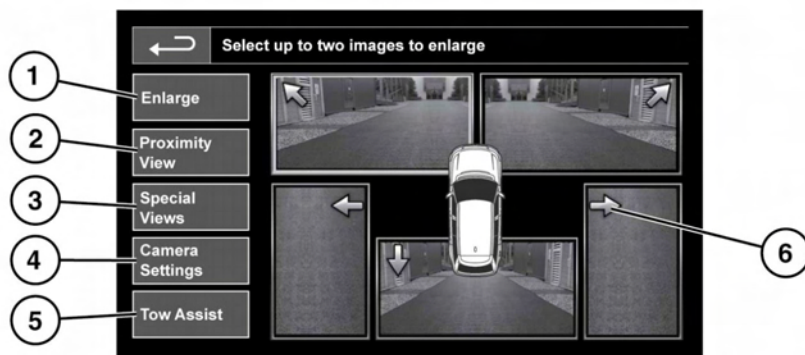 Select up to two images to enlarge
1
Enlarge
2
Proximity
View
3
Special
Views
4
Camera
Settings
5
Tow Assist
6